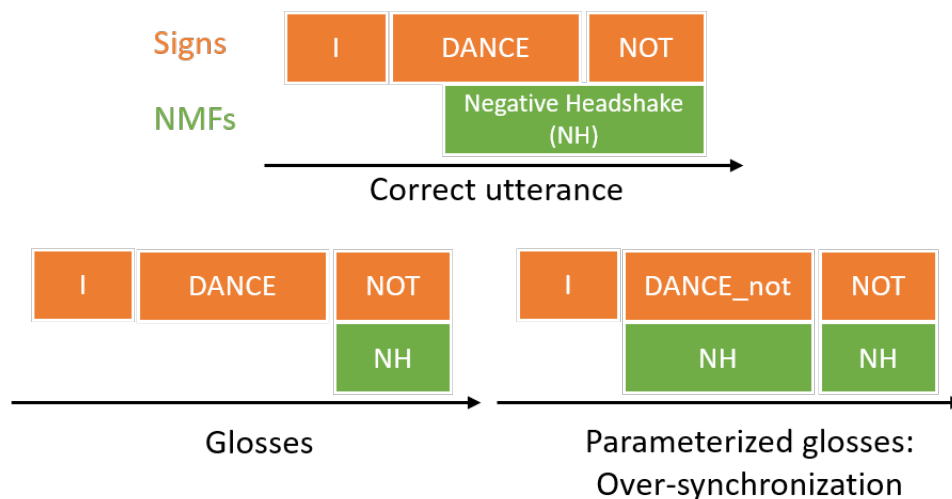 Signs I DANCE NOT
NMFs Negative Headshake
(NH)
Correct utterance
I DANCE NOT
NH
Glosses
I DANCE_not NOT
NH NH
Parameterized glosses:
Over-synchronization